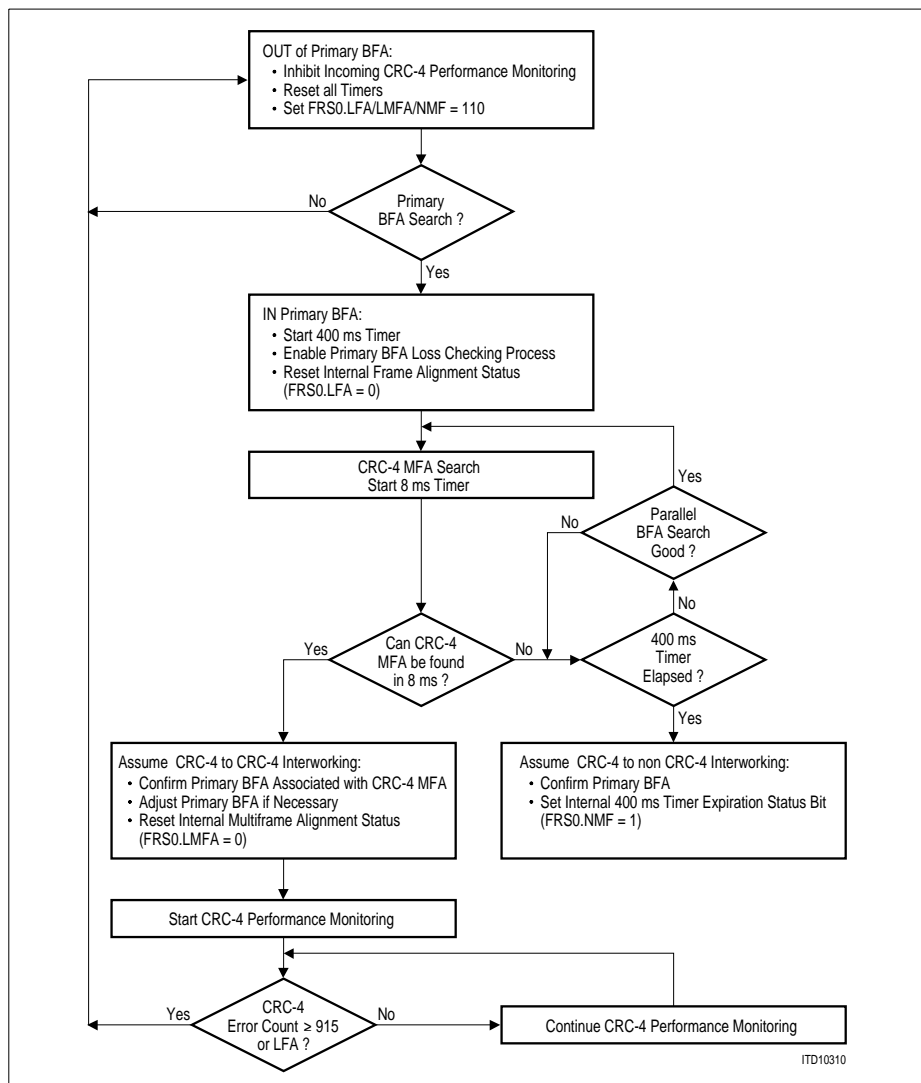 OUT of Primary BFA:
• Inhibit Incoming CRC-4 Performance Monitoring
• Reset all Timers
• Set FRS0.LFA/LMFA/NMF = 110
No
Primary
BFA Search ?
Yes
IN Primary BFA:
• Start 400 ms Timer
• Enable Primary BFA Loss Checking Process
• Reset Internal Frame Alignment Status
(FRS0.LFA = 0)
CRC-4 MFA Search
Start 8 ms Timer
Yes
No
Parallel
BFA Search
Good ?
No
Yes
Can CRC-4
MFA be found
in 8 ms ?
No
400 ms
Timer
Elapsed ?
Yes
Assume CRC-4 to CRC-4 Interworking:
• Confirm Primary BFA Associated with CRC-4 MFA
• Adjust Primary BFA if Necessary
• Reset Internal Multiframe Alignment Status
(FRS0.LMFA = 0)
Assume CRC-4 to non CRC-4 Interworking:
• Confirm Primary BFA
• Set Internal 400 ms Timer Expiration Status Bit
(FRS0.NMF = 1)
Start CRC-4 Performance Monitoring
Yes
CRC-4
Error Count ≥ 915
or LFA ?
No
Continue CRC-4 Performance Monitoring
ITD10310